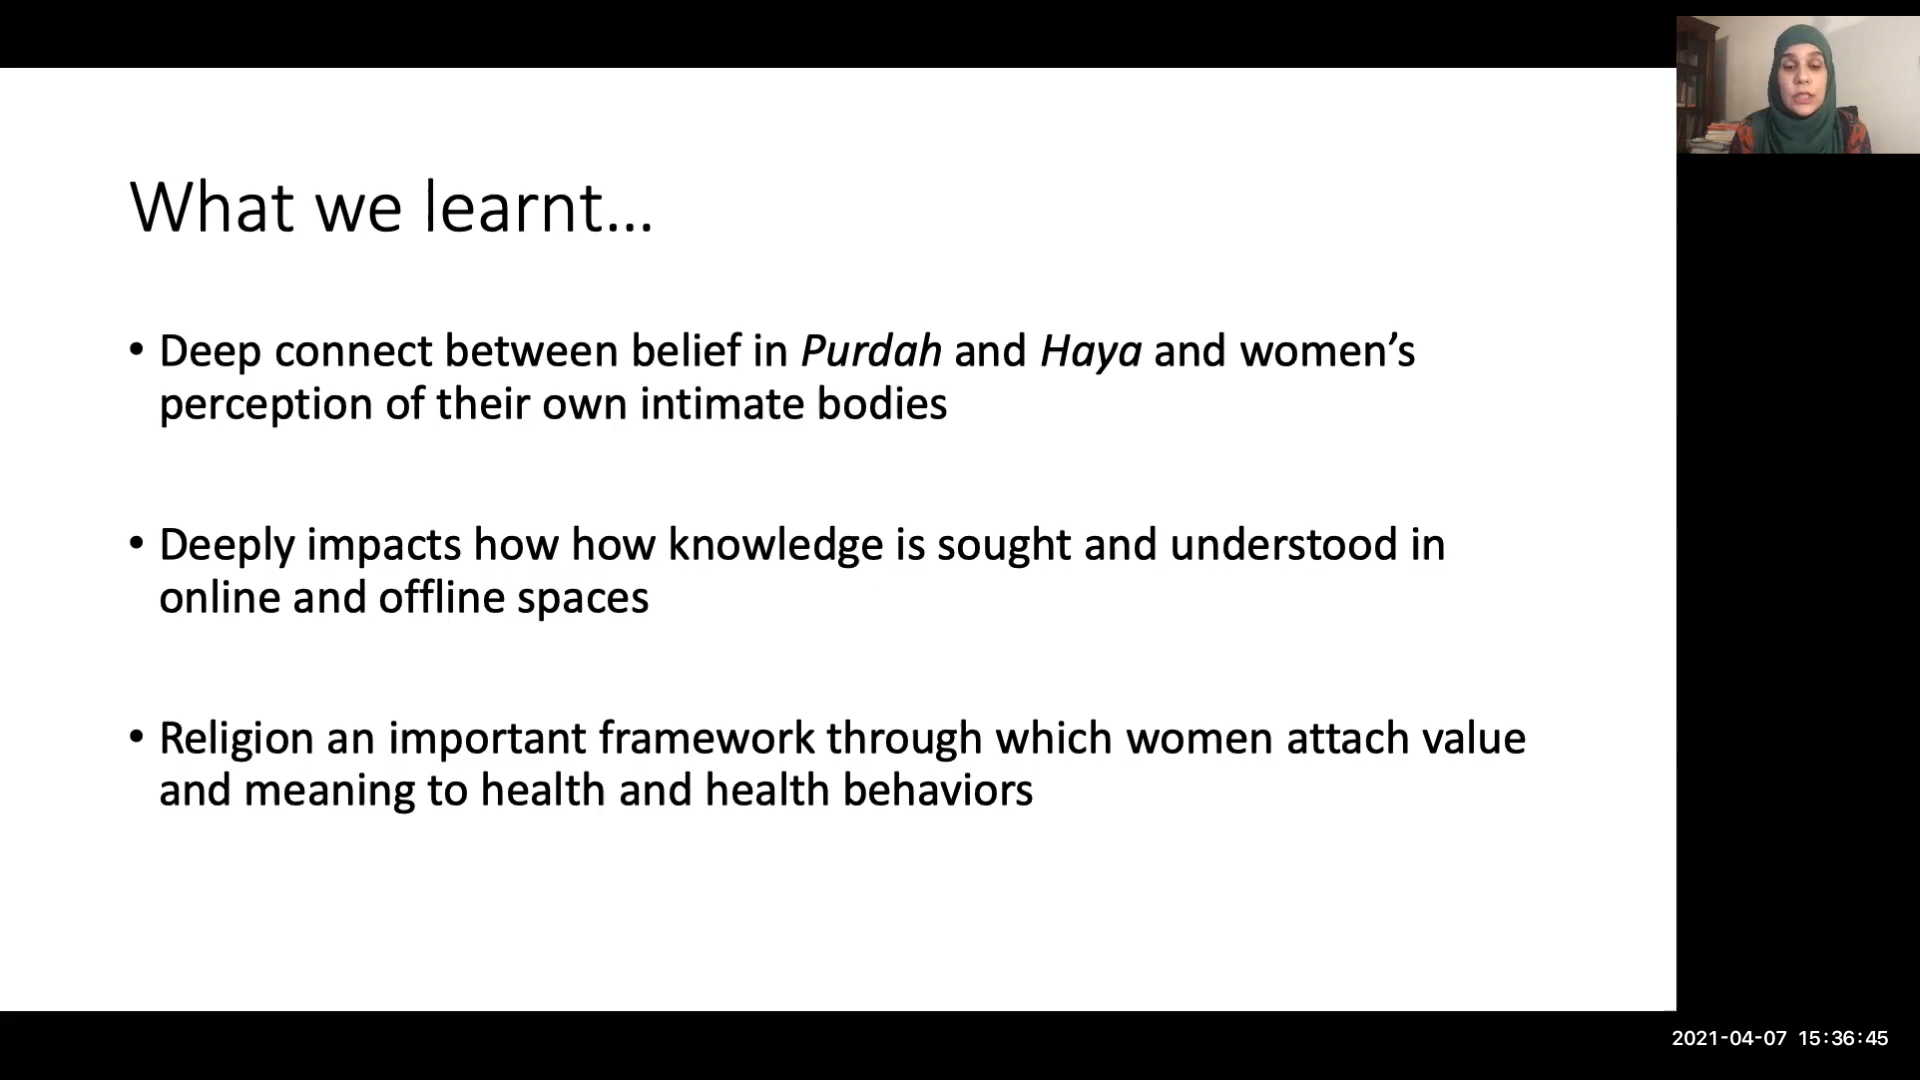 What we learnt...
• Deep connect between belief in Purdah and Haya and women’s
perception of their own intimate bodies
• Deeply impacts how how knowledge is sought and understood in
online and offline spaces
• Religion an important framework through which women attach value
and meaning to health and health behaviors
2021-04-07 15:36:45